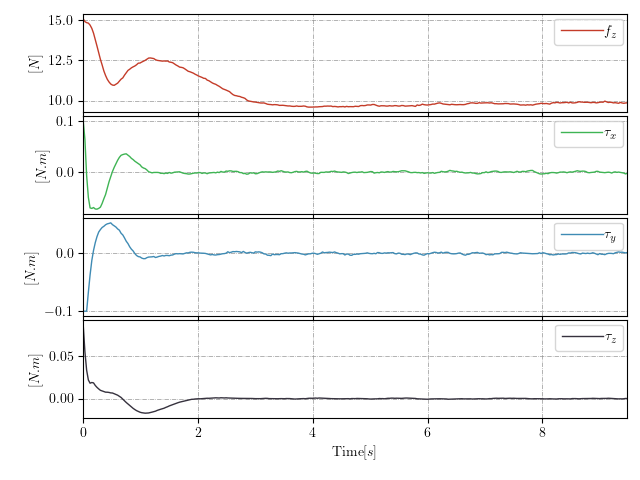 15.0
12.5
10.0
[N]
f_z
0.1
0.0
[N.m]
τ_x
0.0
−0.1
[N.m]
τ_y
0.05
0.00
[N.m]
τ_z
0 2 4 6 8
Time[s]